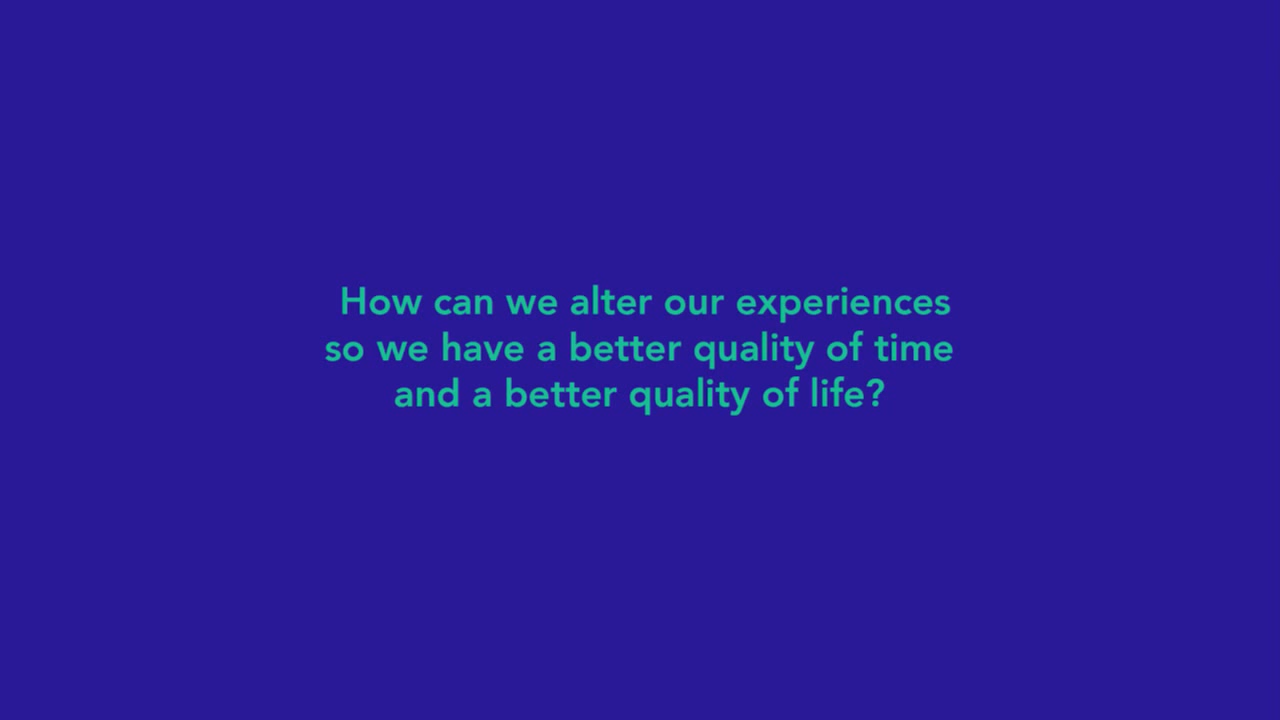 How can we alter our experiences
so we have a better quality of time
and a better quality of life?